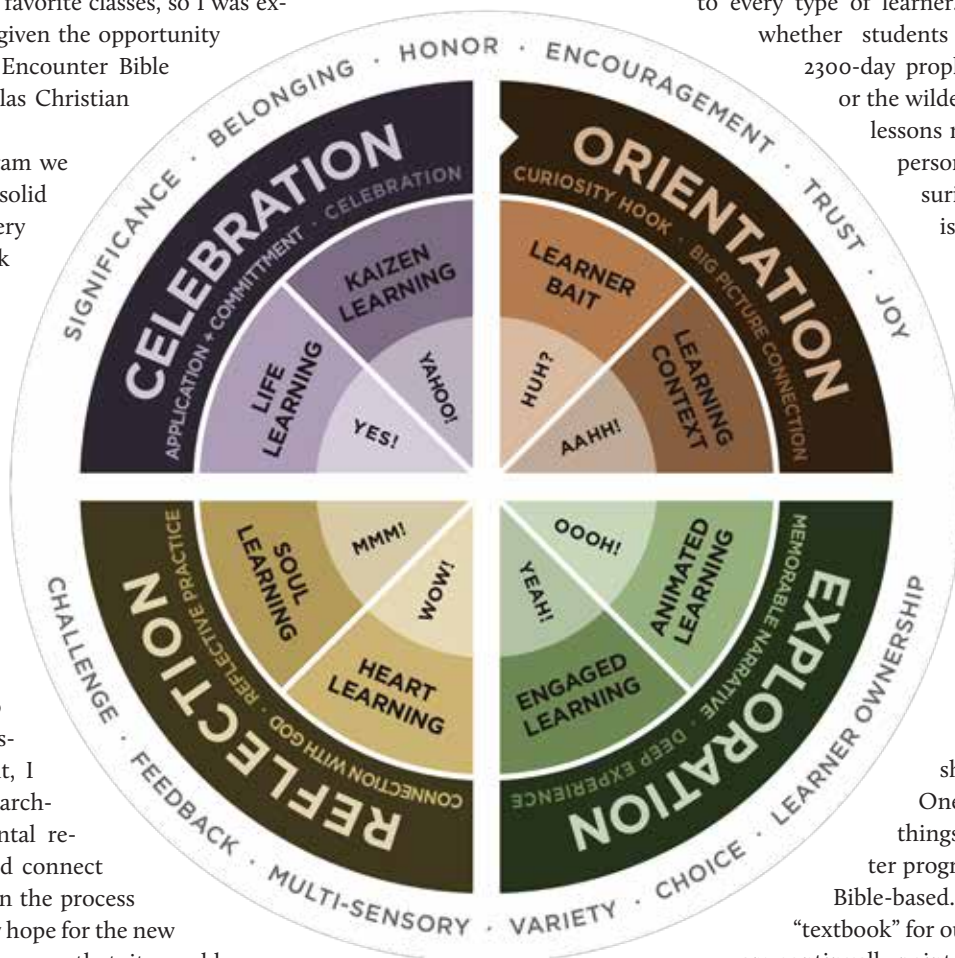 favorite classes, so I was ex-
given the opportunity
Encounter Bible
las Christian
am we
solid
ery
k
to every type of learner.
whether students
2300-day proph
or the wilde
lessons r
person
suri
is
SIGNIFICANCE · BELONGING · HONOR · ENCOURAGEMENT · TRUST · JOY
CELEBRATION
APPLICATION + COMMITTMENT · CELEBRATION
KAIZEN
LEARNING
YAHOO!
LIFE
LEARNING
YES!
ORIENTATION
CURIOSITY HOOK · BIG PICTURE CONNECTION
LEARNER
BAIT
HUH?
LEARNING
CONTEXT
AAHH!
EXPLORATION
MEMORABLE NARRATIVE · DEEP EXPERIENCE
ANIMATED
LEARNING
OOOH!
ENGAGED
LEARNING
YEAH!
REFLECTION
CONNECTION WITH GOD · REFLECTIVE PRACTICE
HEART
LEARNING
WOW!
SOUL
LEARNING
MMM!
CHALLENGE · FEEDBACK · MULTI-SENSORY · VARIETY · CHOICE · LEARNER OWNERSHIP
s-
t, I
arch-
ntal re-
d connect
n the process
hope for the new
sh
One
things
ter progr
Bible-based.
"textbook" for ou